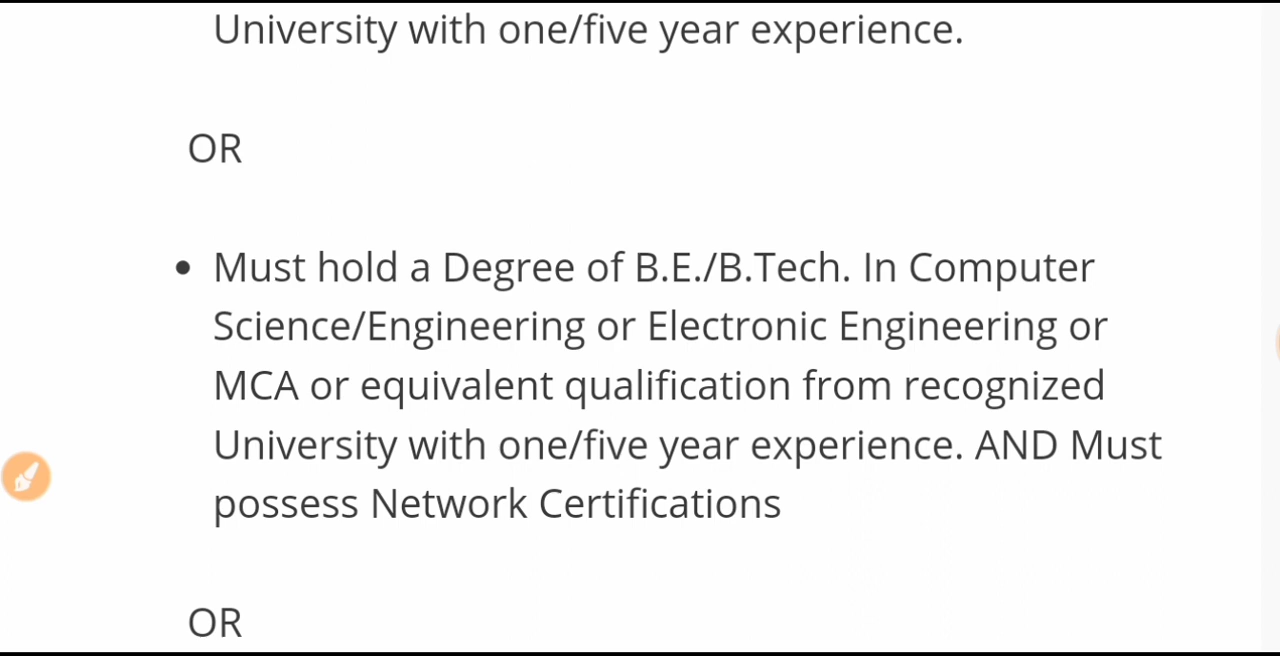 University with one/five year experience.
OR
• Must hold a Degree of B.E./B.Tech. In Computer
Science/Engineering or Electronic Engineering or
MCA or equivalent qualification from recognized
University with one/five year experience. AND Must
possess Network Certifications
OR